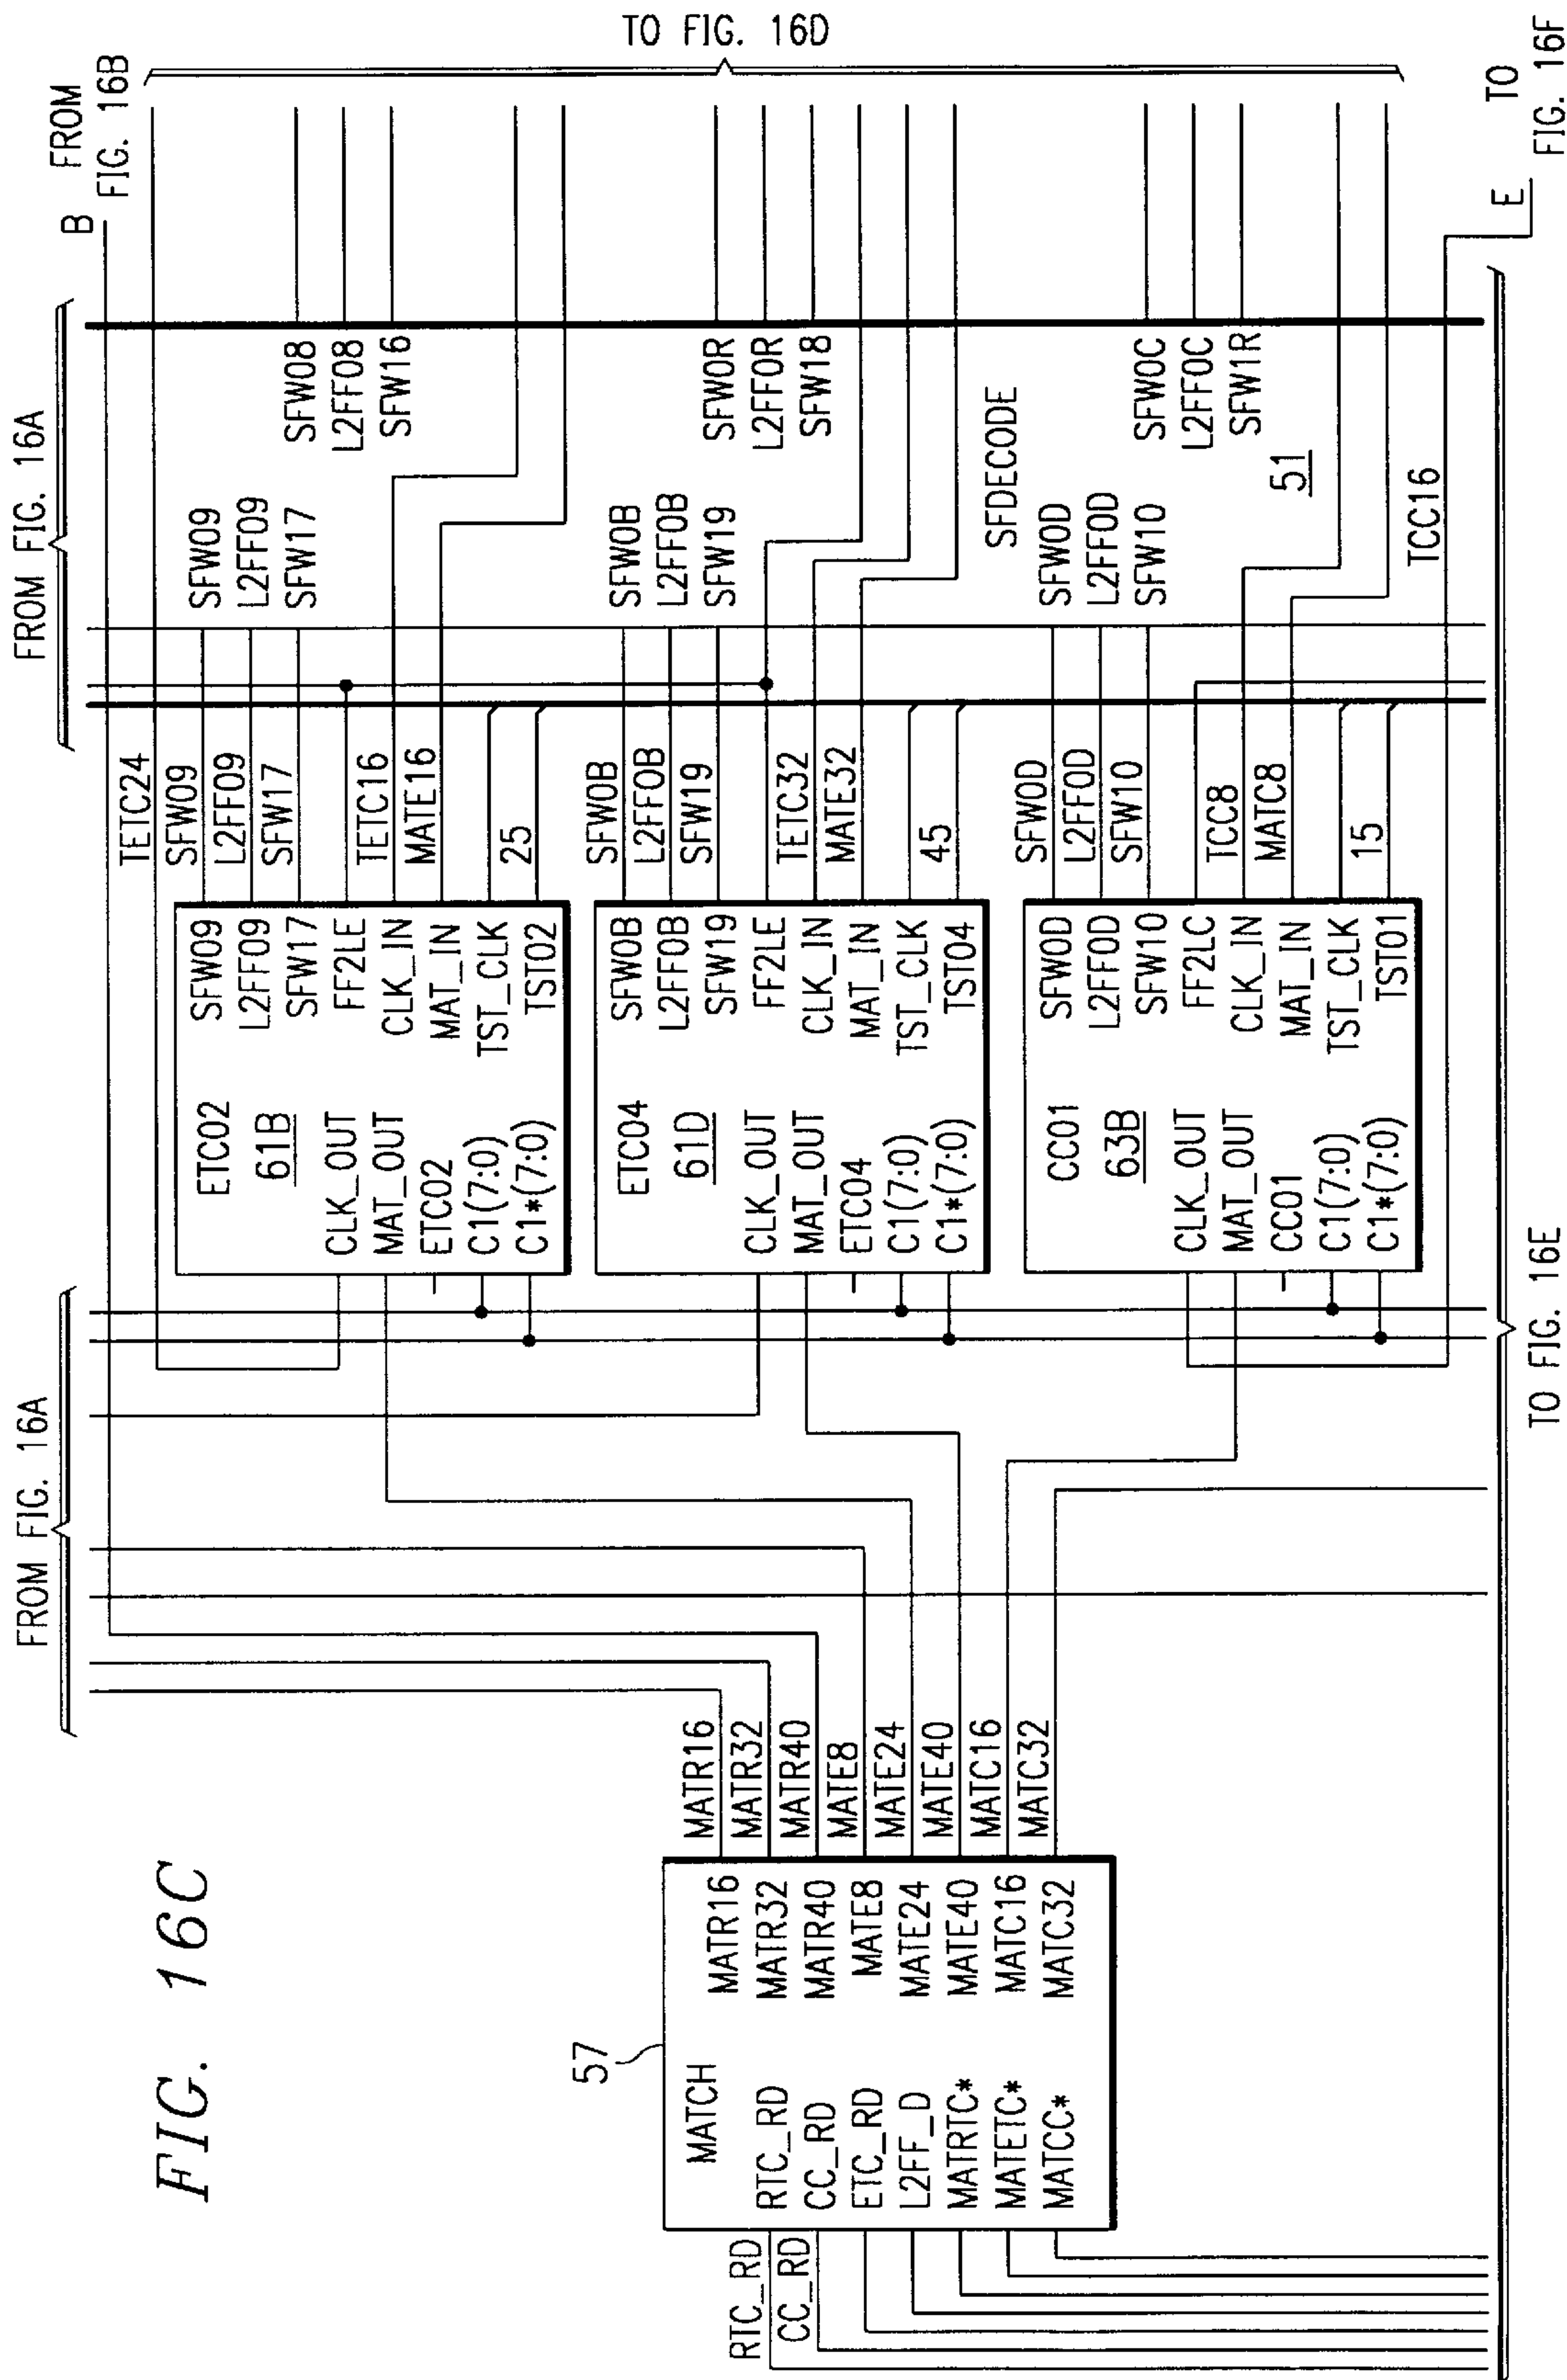 FIG. 16C
FROM FIG. 16A
FROM FIG. 16A
B FROM
FIG. 16B
TO FIG. 16D
57
MATCH
RTC_RD
CC_RD
RTC_RD
CC_RD
ETC_RD
L2FF_D
MATRTC*
MATETC*
MATCC*
MATR16
MATR32
MATR40
MATE8
MATE24
MATE40
MATC16
MATC32
MATR16
MATR32
MATR40
MATE8
MATE24
MATE40
MATC16
MATC32
ETC02
61B
CLK_OUT
MAT_OUT
ETC02
C1(7:0)
C1*(7:0)
SFW09
L2FF09
SFW17
FF2LE
CLK_IN
MAT_IN
TST_CLK
TST02
TETC24
SFW09
L2FF09
SFW17
TETC16
MATE16
25
SFW09
L2FF09
SFW17
SFW08
L2FF08
SFW16
ETC04
61D
CLK_OUT
MAT_OUT
ETC04
C1(7:0)
C1*(7:0)
SFW0B
L2FF0B
SFW19
FF2LE
CLK_IN
MAT_IN
TST_CLK
TST04
SFW0B
L2FF0B
SFW19
TETC32
MATE32
45
SFW0B
L2FF0B
SFW19
SFW0R
L2FF0R
SFW18
CC01
63B
CLK_OUT
MAT_OUT
CC01
C1(7:0)
C1*(7:0)
SFW0D
L2FF0D
SFW10
FF2LC
CLK_IN
MAT_IN
TST_CLK
TST01
SFW0D
L2FF0D
SFW10
TCC8
MATC8
15
SFDECODE
SFW0D
L2FF0D
SFW10
SFW0C
L2FF0C
SFW1R
51
TCC16
TO FIG. 16E
E TO
FIG. 16F